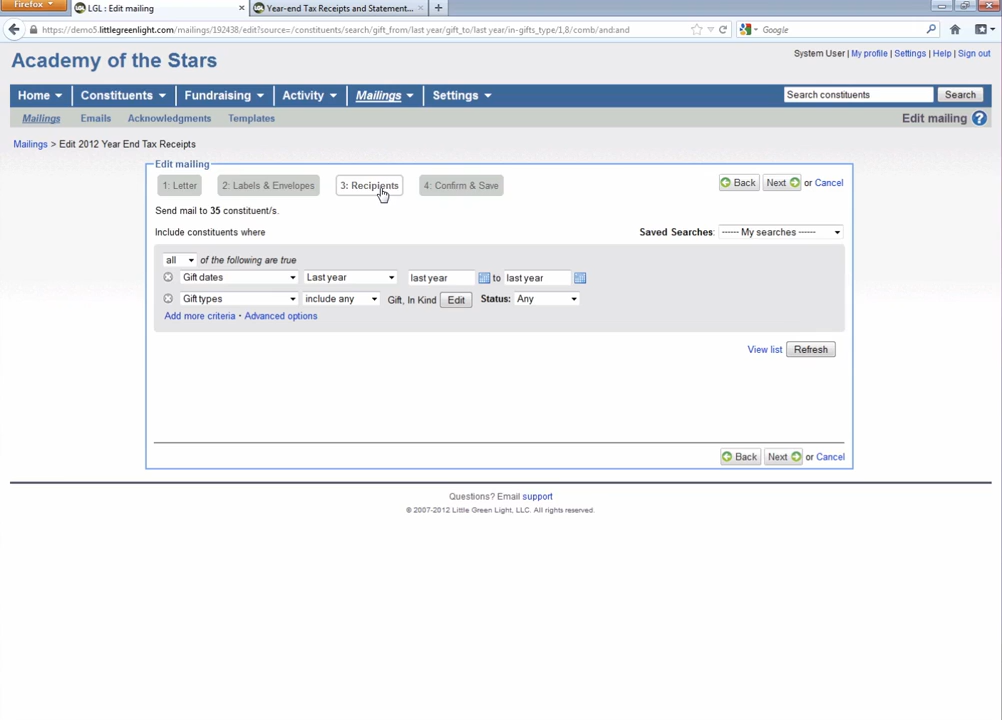 Firefox
LGL : Edit mailing
Year-end Tax Receipts and Statement...
https://demo5.littlegreenlight.com/mailings/192438/edit?source=/constituents/search/gift_from/last year/gift_to/last year/in-gifts_type/1,8/comb/and:and
Google
System User | My profile | Settings | Help | Sign out
Academy of the Stars
Home Constituents Fundraising Activity Mailings Settings Search constituents Search
Mailings Emails Acknowledgments Templates Edit mailing ?
Mailings > Edit 2012 Year End Tax Receipts
Edit mailing
1: Letter 2: Labels & Envelopes 3: Recipients 4: Confirm & Save Back Next or Cancel
Send mail to 35 constituent/s.
Include constituents where Saved Searches: ------ My searches ------
all of the following are true
Gift dates Last year last year to last year
Gift types include any Gift, In Kind Edit Status: Any
Add more criteria • Advanced options
View list Refresh
Back Next or Cancel
Questions? Email support
© 2007-2012 Little Green Light, LLC. All rights reserved.